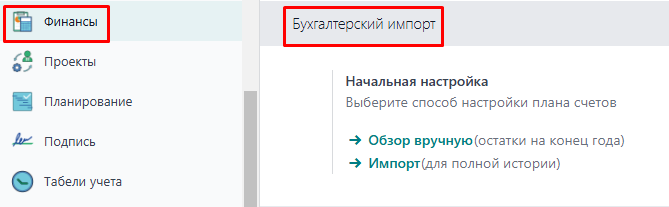 Финансы
Проекты
Планирование
Подпись
Табели учета
Бухгалтерский импорт
Начальная настройка
Выберите способ настройки плана счетов
→ Обзор вручную(остатки на конец года)
→ Импорт(для полной истории)